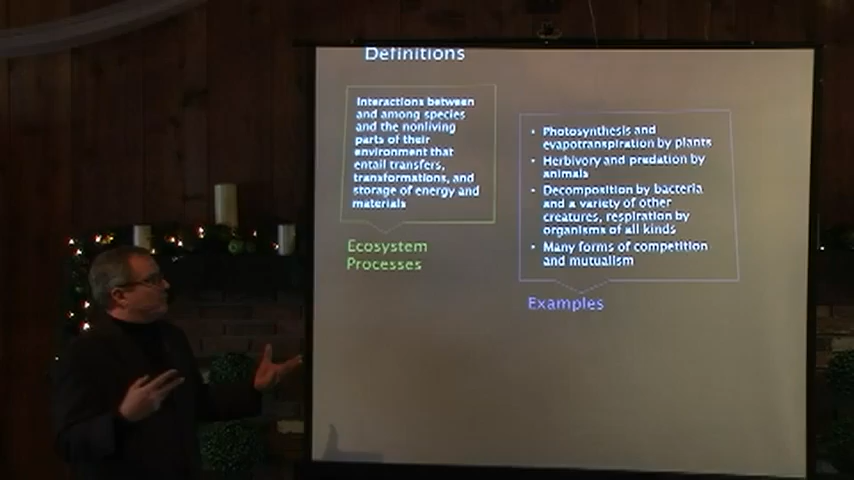 Definitions
Interactions between
and among species
and the nonliving
parts of their
environment that
entail transfers,
transformations, and
storage of energy and
materials
Ecosystem
Processes
• Photosynthesis and
evapotranspiration by plants
• Herbivory and predation by
animals
• Decomposition by bacteria
and a variety of other
creatures, respiration by
organisms of all kinds
• Many forms of competition
and mutualism
Examples